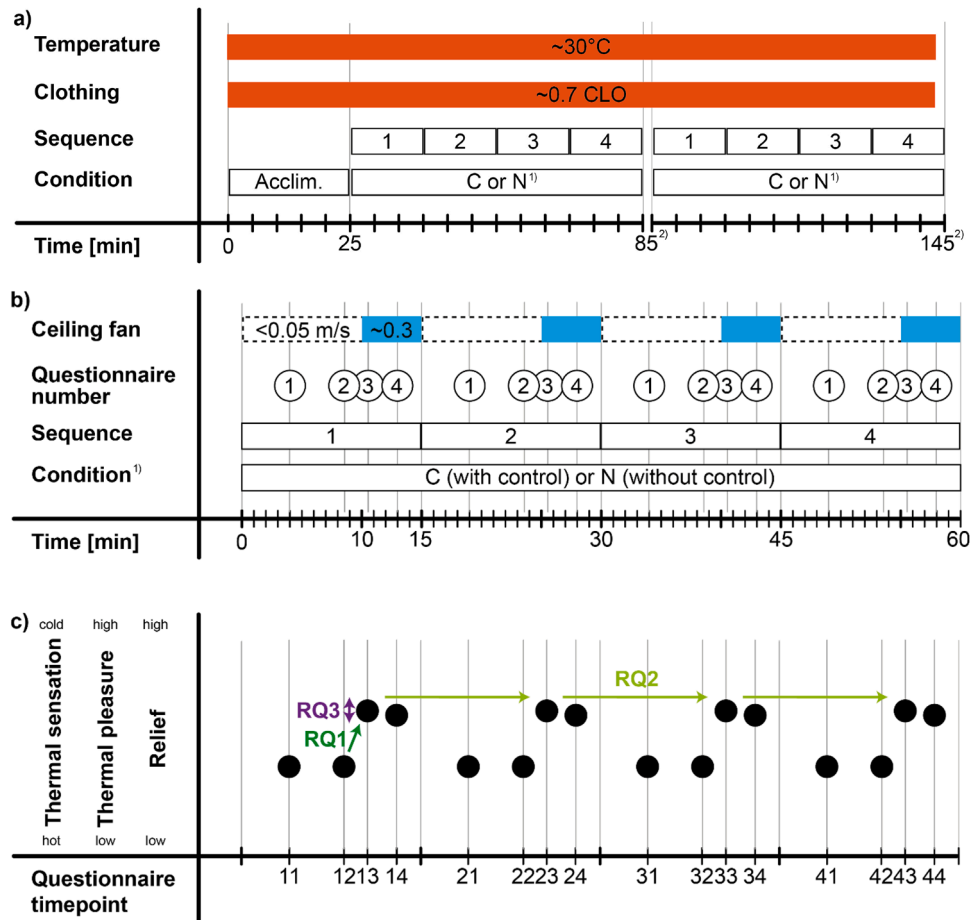 a)
Temperature
~30°C
Clothing
~0.7 CLO
Sequence
1 2 3 4 1 2 3 4
Condition
Acclim. C or N¹⁾ C or N¹⁾
Time [min]
0 25 85²⁾ 145²⁾
b)
Ceiling fan
<0.05 m/s ~0.3
Questionnaire
number
1 2 3 4 1 2 3 4 1 2 3 4 1 2 3 4
Sequence
1 2 3 4
Condition¹⁾
C (with control) or N (without control)
Time [min]
0 10 15 30 45 60
c)
cold high high
Thermal sensation
Thermal pleasure
Relief
hot low low
RQ2
RQ3
RQ1
11 12 13 14 21 22 23 24 31 32 33 34 41 42 43 44
Questionnaire
timepoint